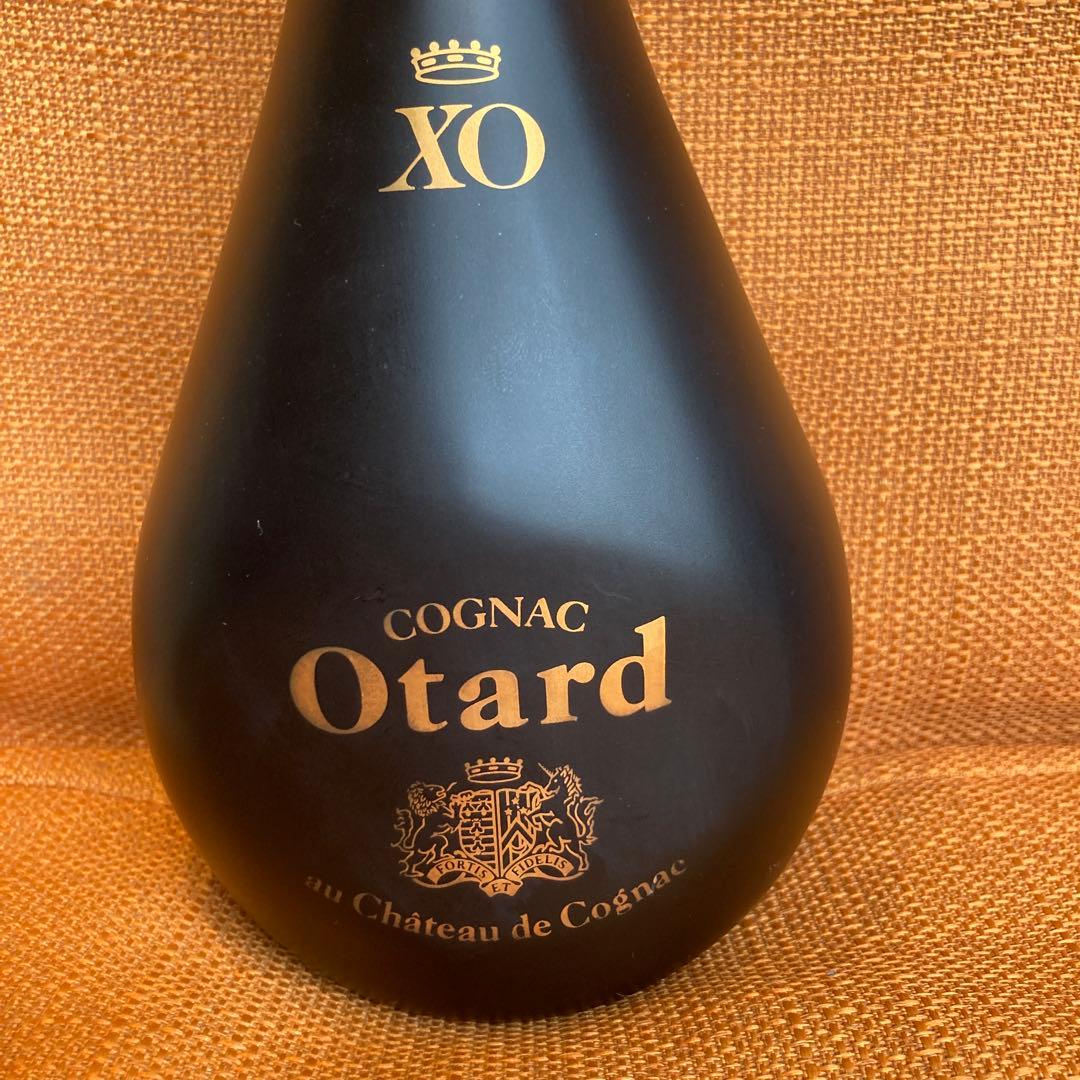 XO
COGNAC
Otard
FORTIS ET FIDELIS
au Château de Cognac